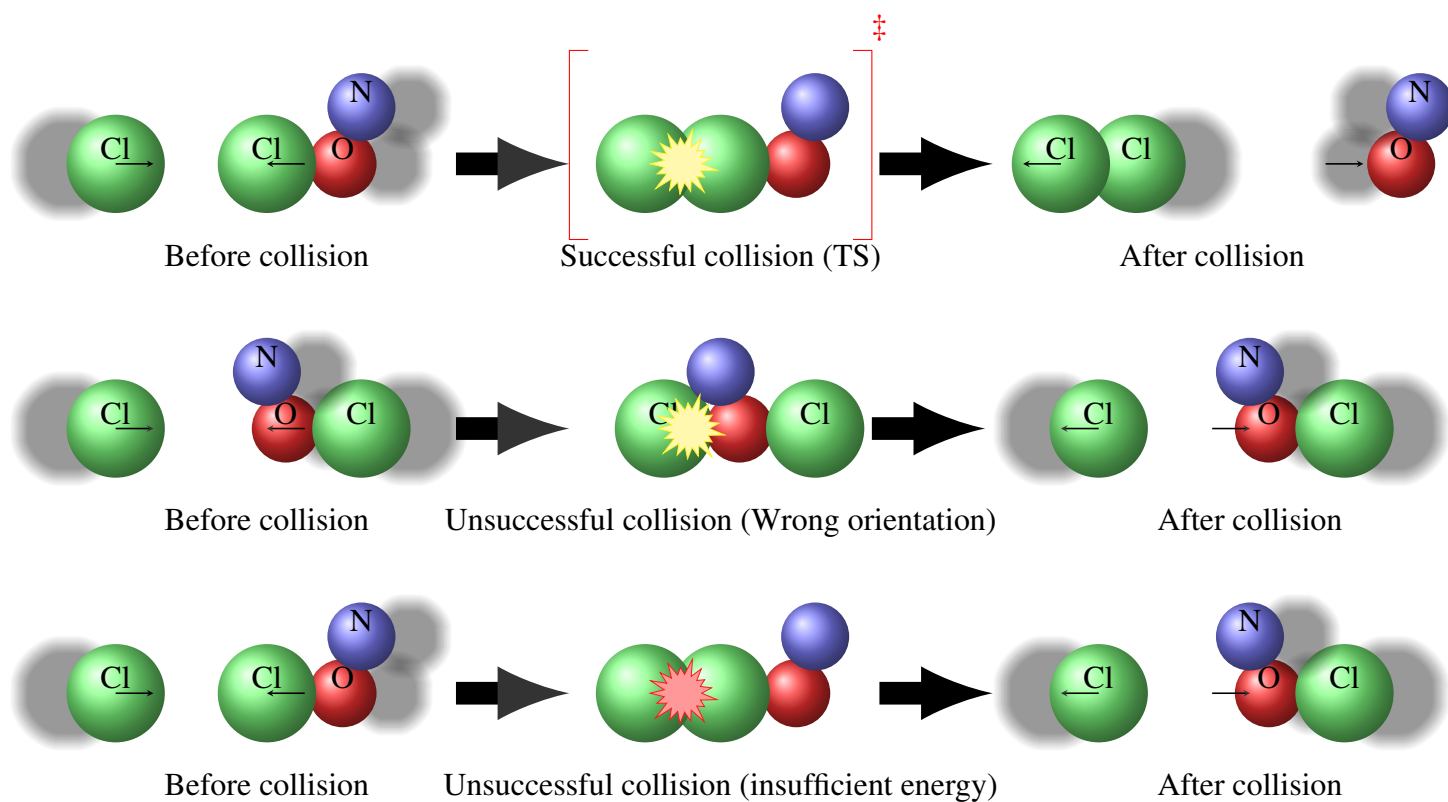 ‡
N
Cl Cl O Cl Cl N O
Before collision Successful collision (TS) After collision
N N
Cl O Cl Cl Cl Cl O Cl
Before collision Unsuccessful collision (Wrong orientation) After collision
N N
Cl Cl O Cl O Cl
Before collision Unsuccessful collision (insufficient energy) After collision